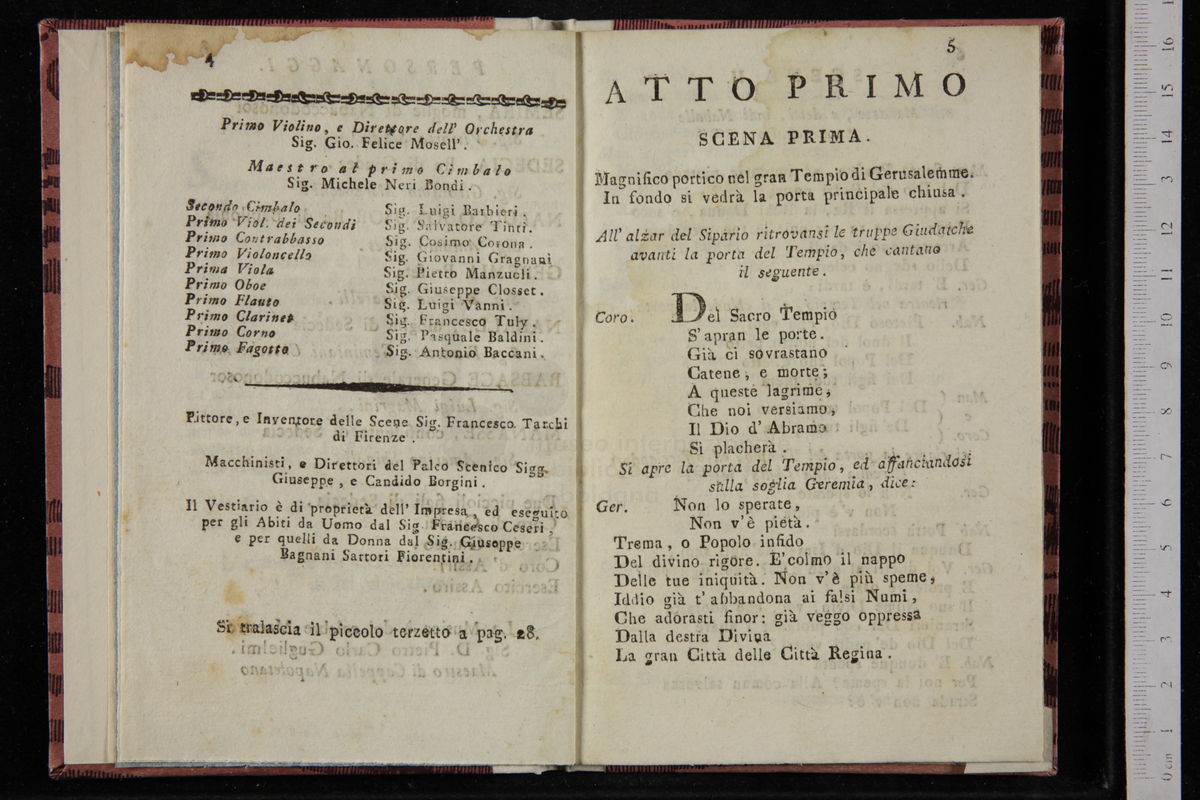 4
Primo Violino, e Direttore dell' Orchestra
Sig. Gio. Felice Mosell'.
Maestro al primo Cimbalo
Sig. Michele Neri Bondi.
Secondo Cimbalo Sig. Luigi Barbieri.
Primo Viol. dei Secondi Sig. Salvatore Tinti.
Primo Contrabbasso Sig. Cosimo Corona.
Primo Violoncello Sig. Giovanni Gragnani
Prima Viola Sig. Pietro Manzucli.
Primo Oboe Sig. Giuseppe Closset.
Primo Flauto Sig. Luigi Vanni.
Primo Clarinet Sig. Francesco Tuly.
Primo Corno Sig. Pasquale Baldini.
Primo Fagotto Sig. Antonio Baccani.
Pittore, e Inventore delle Scene Sig. Francesco Tarchi
di Firenze.
Macchinisti, e Direttori del Palco Scenico Sigg.
Giuseppe, e Candido Borgini.
Il Vestiario è di proprietà dell' Impresa, ed eseguito
per gli Abiti da Uomo dal Sig. Francesco Ceseri,
e per quelli da Donna dal Sig. Giuseppe
Bagnani Sartori Fiorentini.
Si tralascia il piccolo terzetto a pag. 28.
5
ATTO PRIMO
SCENA PRIMA.
Magnifico portico nel gran Tempio di Gerusalemme.
In fondo si vedrà la porta principale chiusa.
All' alzar del Sipario ritrovansi le truppe Giudaiche
avanti la porta del Tempio, che cantano
il seguente.
Coro. Del Sacro Tempio
S'apran le porte.
Già ci sovrastano
Catene, e morte;
A queste lagrime,
Che noi versiamo,
Il Dio d' Abramo
Si placherà.
Si apre la porta del Tempio, ed affanciandosi
sulla soglia Geremia, dice:
Ger. Non lo sperate,
Non v'è pietà.
Trema, o Popolo infido
Del divino rigore. E'colmo il nappo
Delle tue iniquità. Non v'è più speme,
Iddio già t' abbandona ai falsi Numi,
Che adorasti finor: già veggo oppressa
Dalla destra Divina
La gran Città delle Città Regina.